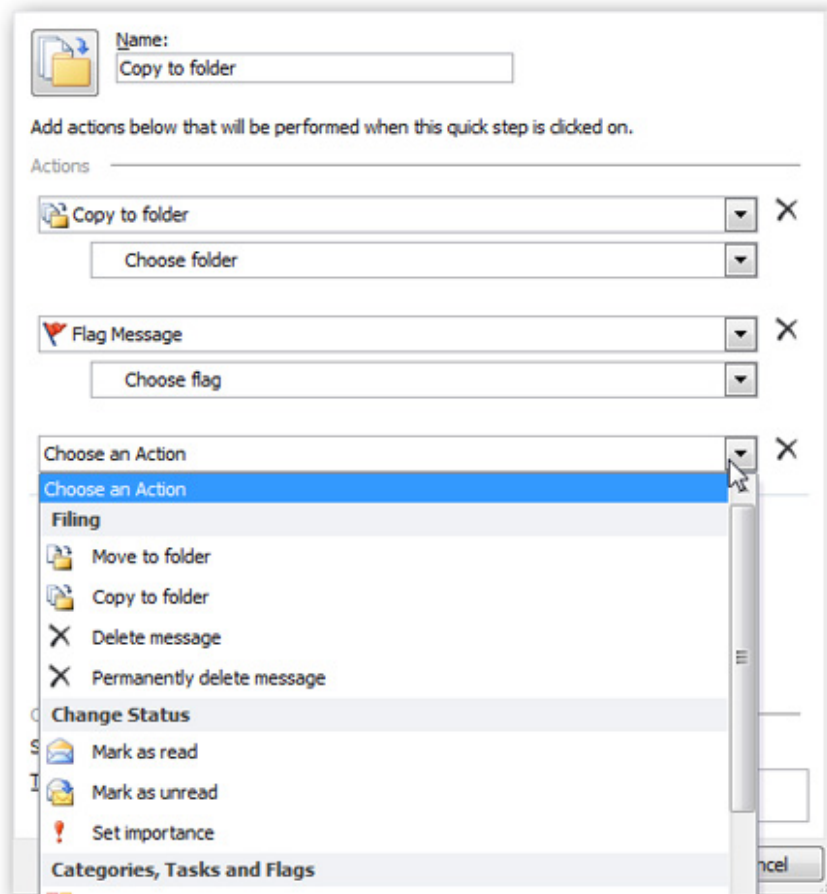 Name:
Copy to folder
Add actions below that will be performed when this quick step is clicked on.
Actions
Copy to folder
Choose folder
Flag Message
Choose flag
Choose an Action
Choose an Action
Filing
Move to folder
Copy to folder
Delete message
Permanently delete message
Change Status
Mark as read
Mark as unread
Set importance
Categories, Tasks and Flags